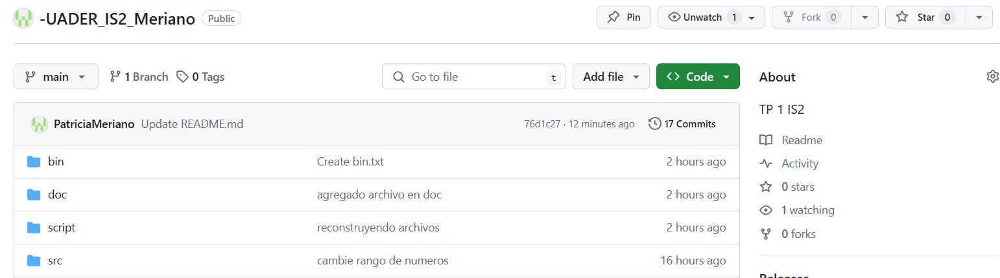 -UADER_IS2_Meriano Public Pin Unwatch 1 Fork 0 Star 0
main 1 Branch 0 Tags Go to file t Add file Code
PatriciaMeriano Update README.md 76d1c27 · 12 minutes ago 17 Commits
bin Create bin.txt 2 hours ago
doc agregado archivo en doc 2 hours ago
script reconstruyendo archivos 2 hours ago
src cambie rango de numeros 16 hours ago
About
TP 1 IS2
Readme
Activity
0 stars
1 watching
0 forks
Releases